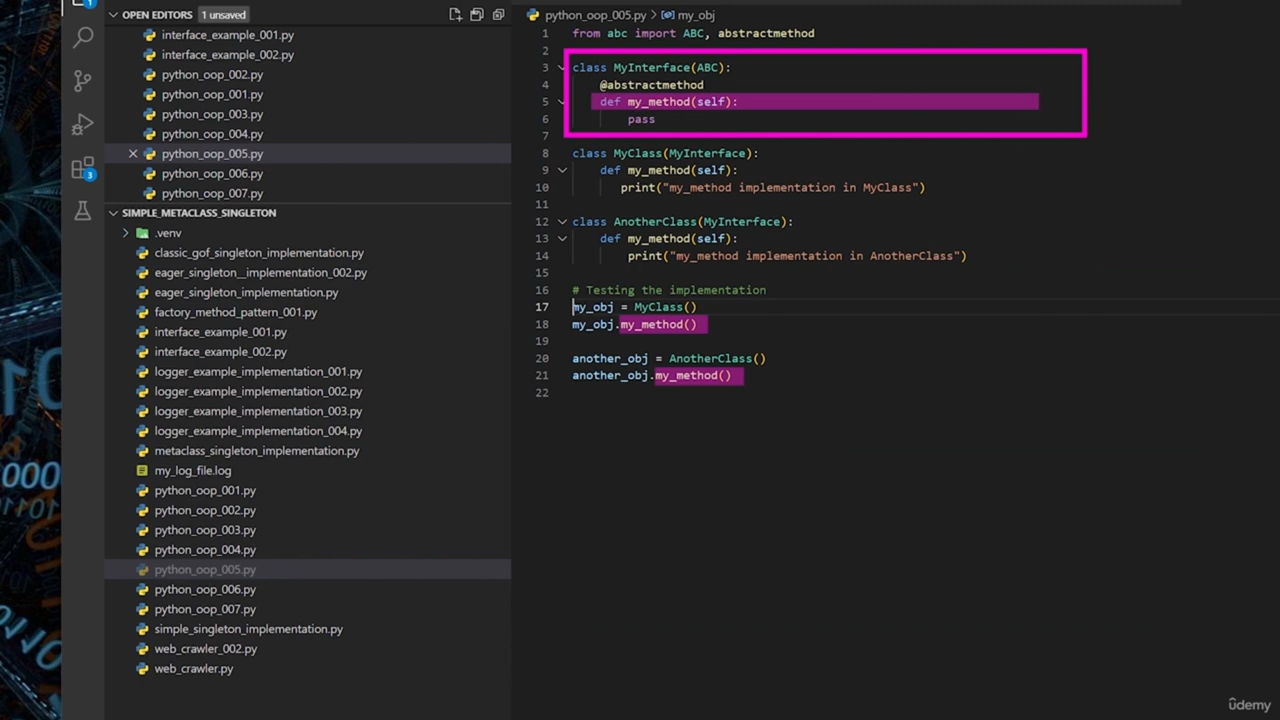 1
OPEN EDITORS 1 unsaved
interface_example_001.py
interface_example_002.py
python_oop_002.py
python_oop_001.py
python_oop_003.py
python_oop_004.py
python_oop_005.py
python_oop_006.py
python_oop_007.py
3
SIMPLE_METACLASS_SINGLETON
.venv
classic_gof_singleton_implementation.py
eager_singleton__implementation_002.py
eager_singleton_implementation.py
factory_method_pattern_001.py
interface_example_001.py
interface_example_002.py
logger_example_implementation_001.py
logger_example_implementation_002.py
logger_example_implementation_003.py
logger_example_implementation_004.py
metaclass_singleton_implementation.py
my_log_file.log
python_oop_001.py
python_oop_002.py
python_oop_003.py
python_oop_004.py
python_oop_005.py
python_oop_006.py
python_oop_007.py
simple_singleton_implementation.py
web_crawler_002.py
web_crawler.py
python_oop_005.py > my_obj
1 from abc import ABC, abstractmethod
2
3 class MyInterface(ABC):
4 @abstractmethod
5 def my_method(self):
6 pass
7
8 class MyClass(MyInterface):
9 def my_method(self):
10 print("my_method implementation in MyClass")
11
12 class AnotherClass(MyInterface):
13 def my_method(self):
14 print("my_method implementation in AnotherClass")
15
16 # Testing the implementation
17 my_obj = MyClass()
18 my_obj.my_method()
19
20 another_obj = AnotherClass()
21 another_obj.my_method()
22
ûdemy